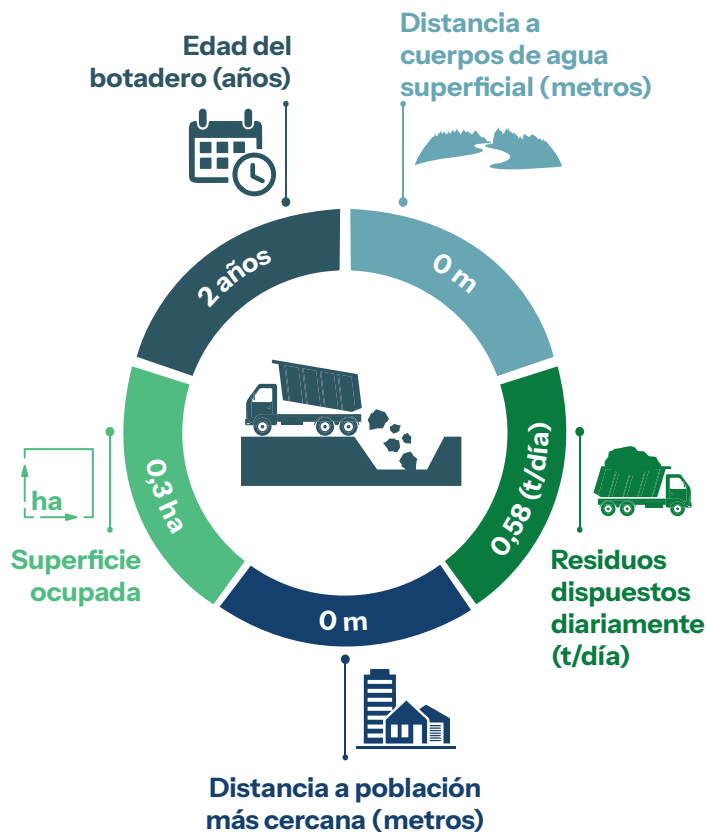 Edad del
botadero (años)
Distancia a
cuerpos de agua
superficial (metros)
2 años
0 m
0,3 ha
0,58 (t/día)
0 m
ha
Superficie
ocupada
Residuos
dispuestos
diariamente
(t/día)
Distancia a población
más cercana (metros)